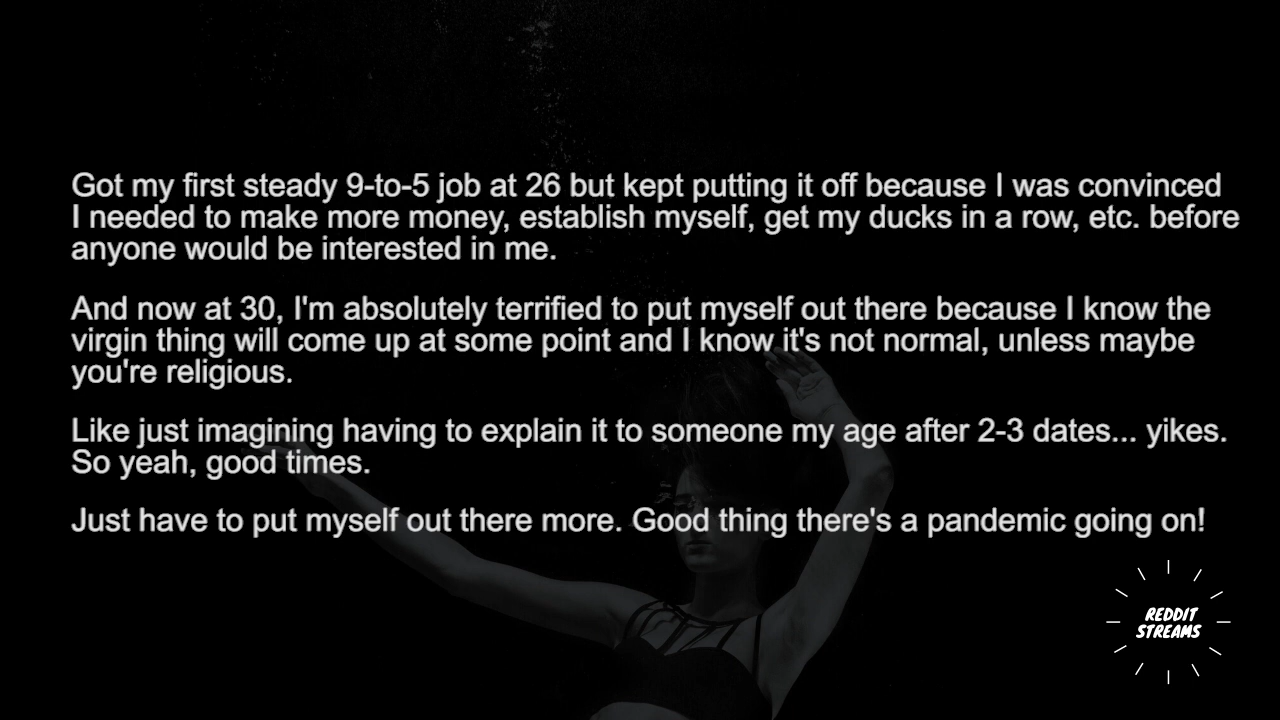 Got my first steady 9-to-5 job at 26 but kept putting it off because I was convinced
I needed to make more money, establish myself, get my ducks in a row, etc. before
anyone would be interested in me.
And now at 30, I'm absolutely terrified to put myself out there because I know the
virgin thing will come up at some point and I know it's not normal, unless maybe
you're religious.
Like just imagining having to explain it to someone my age after 2-3 dates... yikes.
So yeah, good times.
Just have to put myself out there more. Good thing there's a pandemic going on!
REDDIT
STREAMS